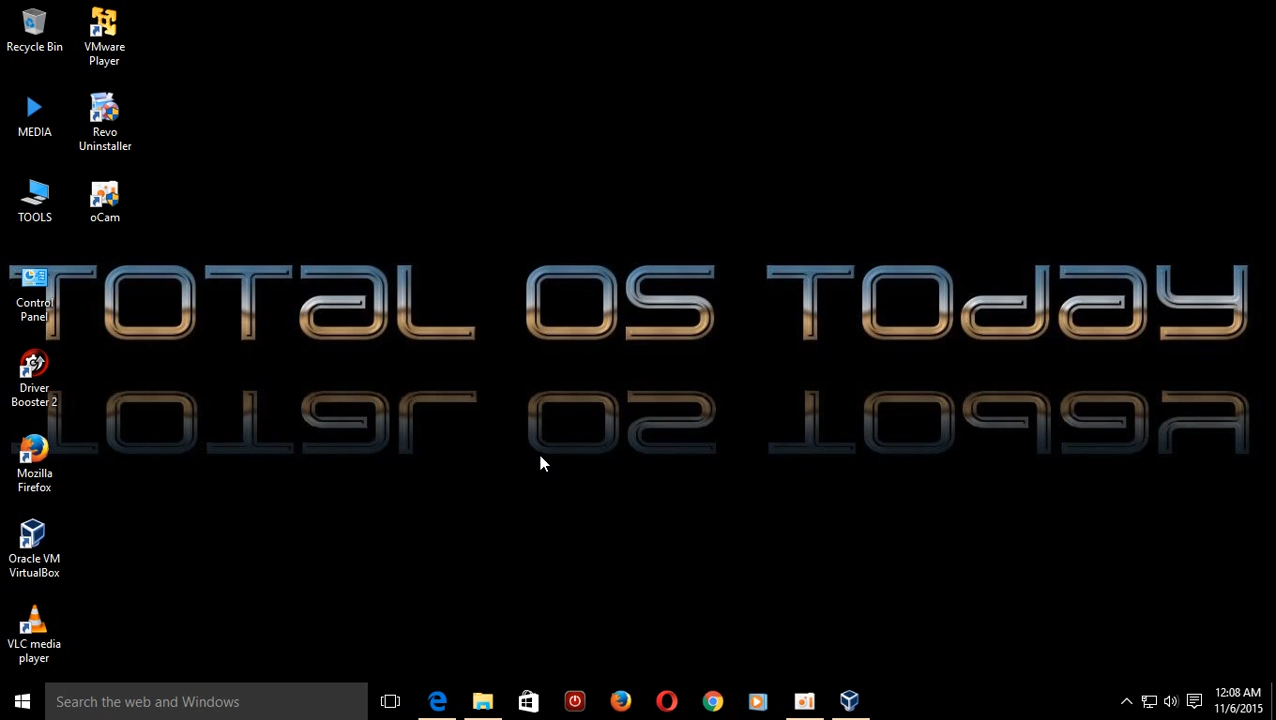 Recycle Bin
VMware
Player
MEDIA
Revo
Uninstaller
TOOLS
oCam
TOTAL OS TODAY
Control
Panel
Driver
Booster 2
Mozilla
Firefox
Oracle VM
VirtualBox
VLC media
player
Search the web and Windows
12:08 AM
11/6/2015